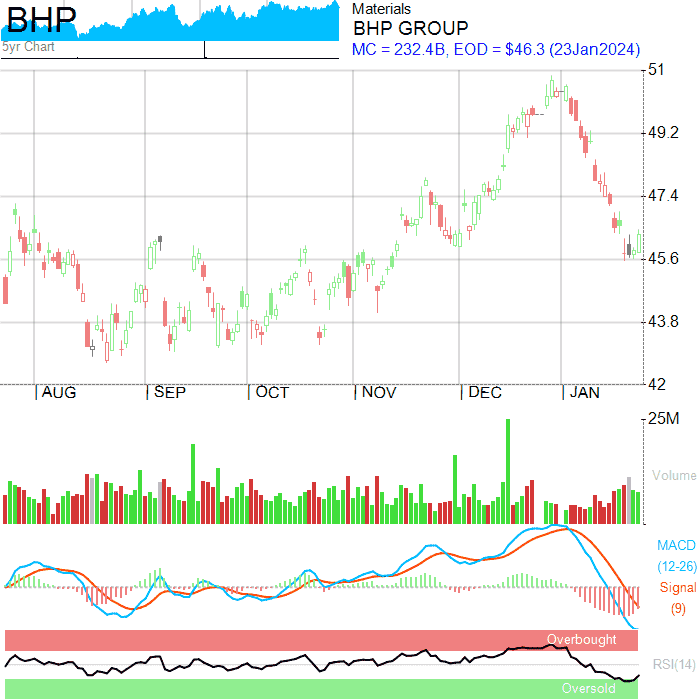 BHP
5yr Chart
Materials
BHP GROUP
MC = 232.4B, EOD = $46.3 (23Jan2024)
51
49.2
47.4
45.6
43.8
42
AUG SEP OCT NOV DEC JAN
25M
Volume
MACD
(12-26)
Signal
(9)
Overbought
RSI(14)
Oversold